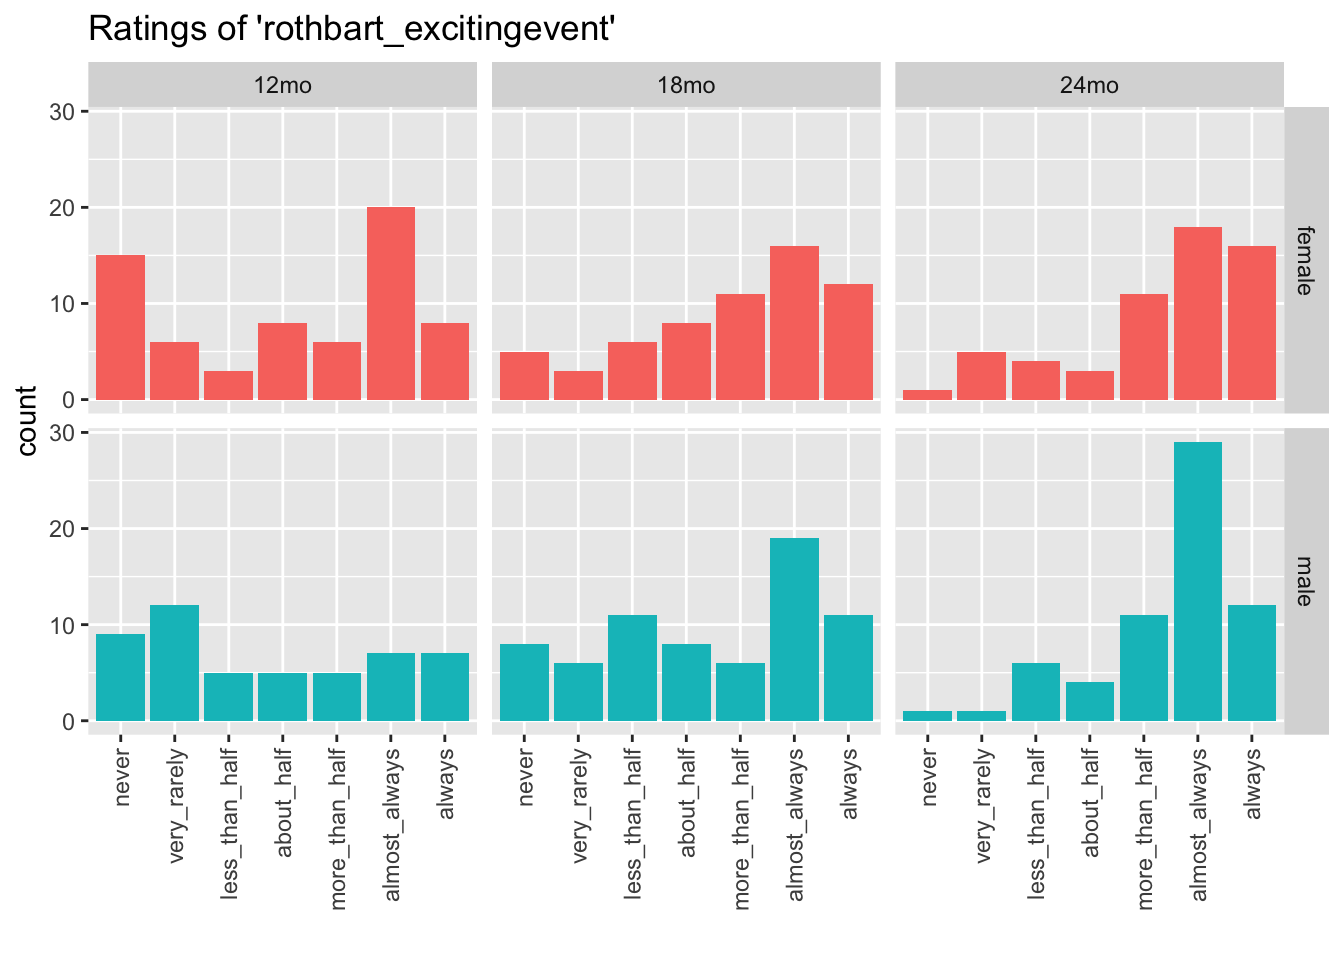 Ratings of 'rothbart_excitingevent'
12mo 18mo 24mo
30
20
10
0
female
count
30
20
10
0
male
never very_rarely less_than_half about_half more_than_half almost_always always never very_rarely less_than_half about_half more_than_half almost_always always never very_rarely less_than_half about_half more_than_half almost_always always